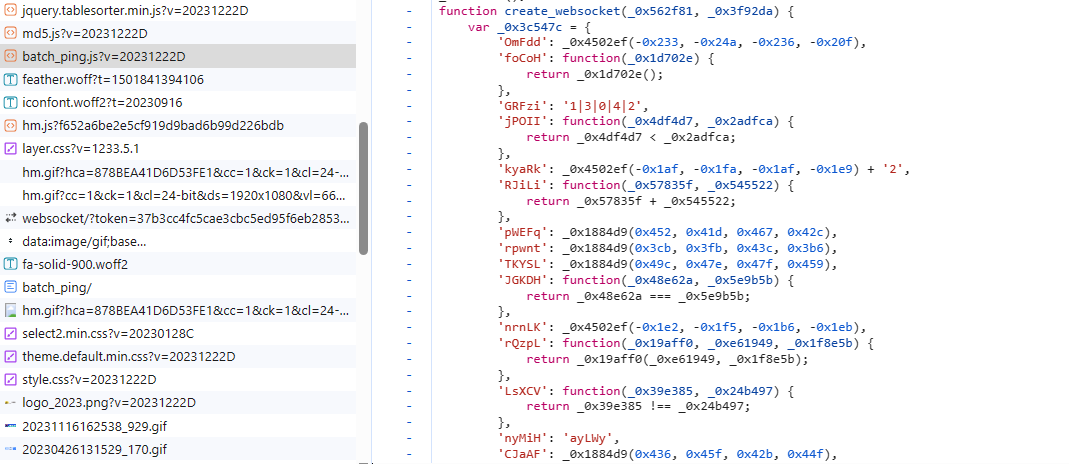 jquery.tablesorter.min.js?v=20231222D
md5.js?v=20231222D
batch_ping.js?v=20231222D
feather.woff?t=1501841394106
iconfont.woff2?t=20230916
hm.js?f652a6be2e5cf919d9bad6b99d226bdb
layer.css?v=1233.5.1
hm.gif?hca=878BEA41D6D53FE1&cc=1&ck=1&cl=24-...
hm.gif?cc=1&ck=1&cl=24-bit&ds=1920x1080&vl=66...
websocket/?token=37b3cc4fc5cae3cbc5ed95f6eb2853...
data:image/gif;base...
fa-solid-900.woff2
batch_ping/
hm.gif?hca=878BEA41D6D53FE1&cc=1&ck=1&cl=24-...
select2.min.css?v=20230128C
theme.default.min.css?v=20231222D
style.css?v=20231222D
logo_2023.png?v=20231222D
20231116162538_929.gif
20230426131529_170.gif
- function create_websocket(_0x562f81, _0x3f92da) {
- var _0x3c547c = {
- 'OmFdd': _0x4502ef(-0x233, -0x24a, -0x236, -0x20f),
- 'foCoH': function(_0x1d702e) {
- return _0x1d702e();
- },
- 'GRFzi': '1|3|0|4|2',
- 'jPOII': function(_0x4df4d7, _0x2adfca) {
- return _0x4df4d7 < _0x2adfca;
- },
- 'kyaRk': _0x4502ef(-0x1af, -0x1fa, -0x1af, -0x1e9) + '2',
- 'RJiLi': function(_0x57835f, _0x545522) {
- return _0x57835f + _0x545522;
- },
- 'pWEFq': _0x1884d9(0x452, 0x41d, 0x467, 0x42c),
- 'rpwnt': _0x1884d9(0x3cb, 0x3fb, 0x43c, 0x3b6),
- 'TKYSL': _0x1884d9(0x49c, 0x47e, 0x47f, 0x459),
- 'JGKDH': function(_0x48e62a, _0x5e9b5b) {
- return _0x48e62a === _0x5e9b5b;
- },
- 'nrnLK': _0x4502ef(-0x1e2, -0x1f5, -0x1b6, -0x1eb),
- 'rQzpL': function(_0x19aff0, _0xe61949, _0x1f8e5b) {
- return _0x19aff0(_0xe61949, _0x1f8e5b);
- },
- 'LsXCV': function(_0x39e385, _0x24b497) {
- return _0x39e385 !== _0x24b497;
- },
- 'nyMiH': 'ayLWy',
- 'CJaAF': _0x1884d9(0x436, 0x45f, 0x42b, 0x44f),